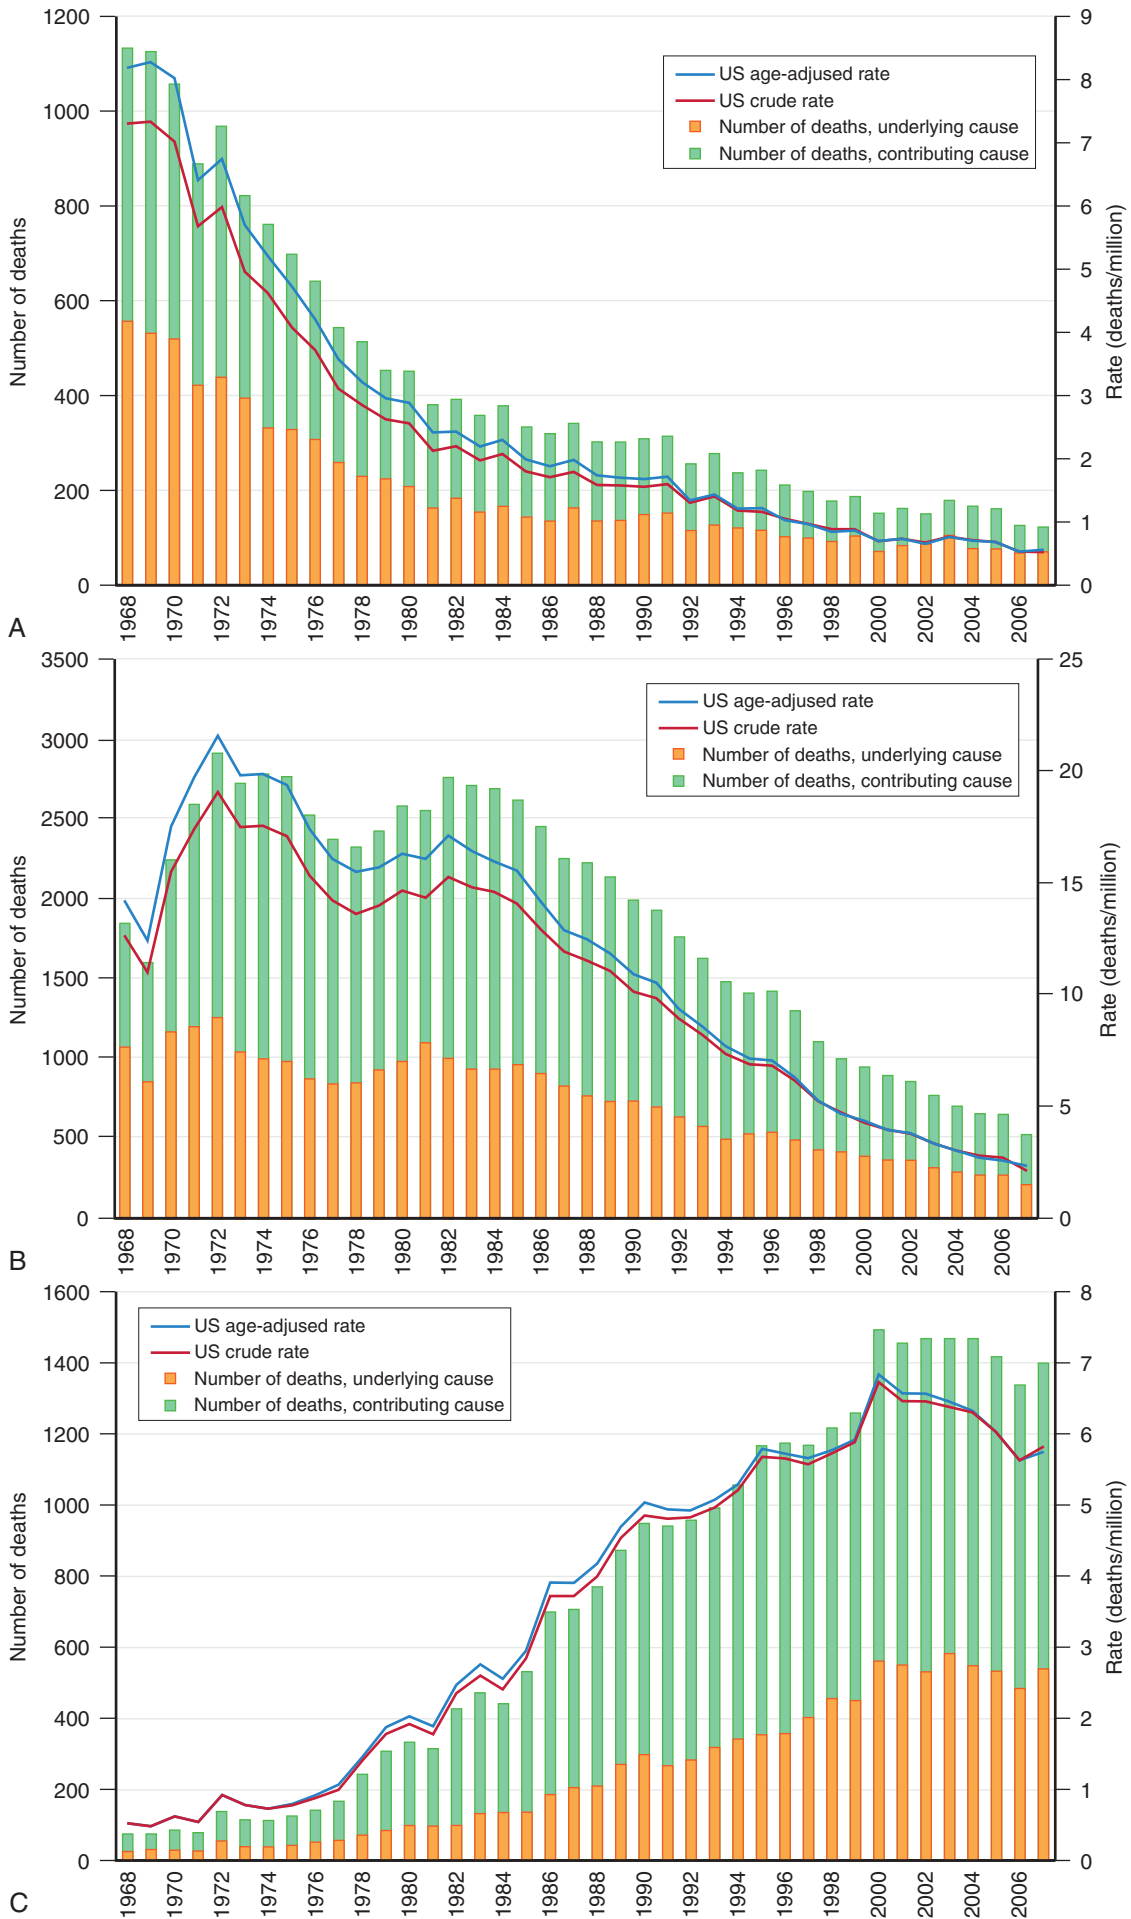 1200
1000
800
600
400
200
0
Number of deaths
9
8
7
6
5
4
3
2
1
0
Rate (deaths/million)
US age-adjused rate
US crude rate
Number of deaths, underlying cause
Number of deaths, contributing cause
1968 1970 1972 1974 1976 1978 1980 1982 1984 1986 1988 1990 1992 1994 1996 1998 2000 2002 2004 2006
A
3500
3000
2500
2000
1500
1000
500
0
Number of deaths
25
20
15
10
5
0
Rate (deaths/million)
US age-adjused rate
US crude rate
Number of deaths, underlying cause
Number of deaths, contributing cause
1968 1970 1972 1974 1976 1978 1980 1982 1984 1986 1988 1990 1992 1994 1996 1998 2000 2002 2004 2006
B
1600
1400
1200
1000
800
600
400
200
0
Number of deaths
8
7
6
5
4
3
2
1
0
Rate (deaths/million)
US age-adjused rate
US crude rate
Number of deaths, underlying cause
Number of deaths, contributing cause
1968 1970 1972 1974 1976 1978 1980 1982 1984 1986 1988 1990 1992 1994 1996 1998 2000 2002 2004 2006
C